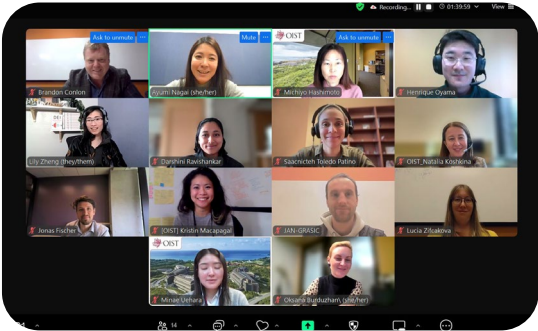 Recording...
01:39:59
View
Ask to unmute
Brandon Conlon
Mute
Ayumi Nagai (she/her)
OIST
Ask to unmute
Michiyo Hashimoto
Henrique Oyama
Lily Zheng (they/them)
Darshini Ravishankar
Saacnicteh Toledo Patino
OIST_Natalia Koshkina
Jonas Fischer
[OIST] Kristin Macapagal
JAN-GRASIC
Lucia Zifcakova
OIST
Minae Uehara
Oksana Burduzhan (she/her)
14